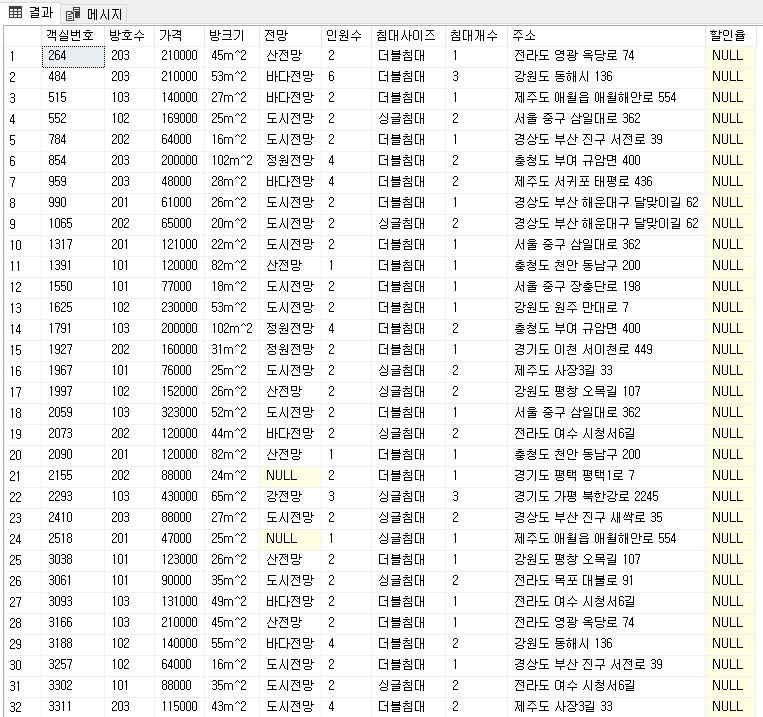 결과 메시지
객실번호 방호수 가격 방크기 전망 인원수 침대사이즈 침대개수 주소 할인율
1 264 203 210000 45m^2 산전망 2 더블침대 1 전라도 영광 옥당로 74 NULL
2 484 203 210000 53m^2 바다전망 6 더블침대 3 강원도 동해시 136 NULL
3 515 103 140000 27m^2 바다전망 2 더블침대 1 제주도 애월읍 애월해안로 554 NULL
4 552 102 169000 25m^2 도시전망 2 싱글침대 2 서울 중구 삼일대로 362 NULL
5 784 202 64000 16m^2 도시전망 2 더블침대 1 경상도 부산 진구 서전로 39 NULL
6 854 203 200000 102m^2 정원전망 4 더블침대 2 충청도 부여 규암면 400 NULL
7 959 203 48000 28m^2 바다전망 4 더블침대 2 제주도 서귀포 태평로 436 NULL
8 990 201 61000 26m^2 도시전망 2 더블침대 1 경상도 부산 해운대구 달맞이길 62 NULL
9 1065 202 65000 20m^2 도시전망 2 싱글침대 2 경상도 부산 해운대구 달맞이길 62 NULL
10 1317 201 121000 22m^2 도시전망 2 더블침대 1 서울 중구 삼일대로 362 NULL
11 1391 101 120000 82m^2 산전망 1 더블침대 1 충청도 천안 동남구 200 NULL
12 1550 101 77000 18m^2 도시전망 2 더블침대 1 서울 중구 장충단로 198 NULL
13 1625 102 230000 53m^2 도시전망 2 더블침대 1 강원도 원주 만대로 7 NULL
14 1791 103 200000 102m^2 정원전망 4 더블침대 2 충청도 부여 규암면 400 NULL
15 1927 202 160000 31m^2 정원전망 2 더블침대 1 경기도 이천 서이천로 449 NULL
16 1967 101 76000 25m^2 도시전망 2 싱글침대 2 제주도 사장3길 33 NULL
17 1997 102 152000 26m^2 산전망 2 싱글침대 2 강원도 평창 오목길 107 NULL
18 2059 103 323000 52m^2 도시전망 2 더블침대 1 서울 중구 삼일대로 362 NULL
19 2073 202 120000 44m^2 바다전망 2 싱글침대 2 전라도 여수 시청서6길 NULL
20 2090 201 120000 82m^2 산전망 1 더블침대 1 충청도 천안 동남구 200 NULL
21 2155 202 88000 24m^2 NULL 2 더블침대 1 경기도 평택 평택1로 7 NULL
22 2293 103 430000 65m^2 강전망 3 싱글침대 3 경기도 가평 북한강로 2245 NULL
23 2410 203 88000 27m^2 도시전망 2 싱글침대 2 경상도 부산 진구 새싹로 35 NULL
24 2518 201 47000 25m^2 NULL 1 싱글침대 1 제주도 애월읍 애월해안로 554 NULL
25 3038 101 123000 26m^2 산전망 2 더블침대 1 강원도 평창 오목길 107 NULL
26 3061 101 90000 35m^2 도시전망 2 싱글침대 2 전라도 목포 대불로 91 NULL
27 3093 103 131000 49m^2 바다전망 2 더블침대 1 전라도 여수 시청서6길 NULL
28 3166 103 210000 45m^2 산전망 2 더블침대 1 전라도 영광 옥당로 74 NULL
29 3188 102 140000 55m^2 바다전망 4 더블침대 2 강원도 동해시 136 NULL
30 3257 102 64000 16m^2 도시전망 2 더블침대 1 경상도 부산 진구 서전로 39 NULL
31 3302 101 88000 35m^2 도시전망 2 싱글침대 2 전라도 여수 시청서6길 NULL
32 3311 203 115000 43m^2 도시전망 4 더블침대 2 제주도 사장3길 33 NULL